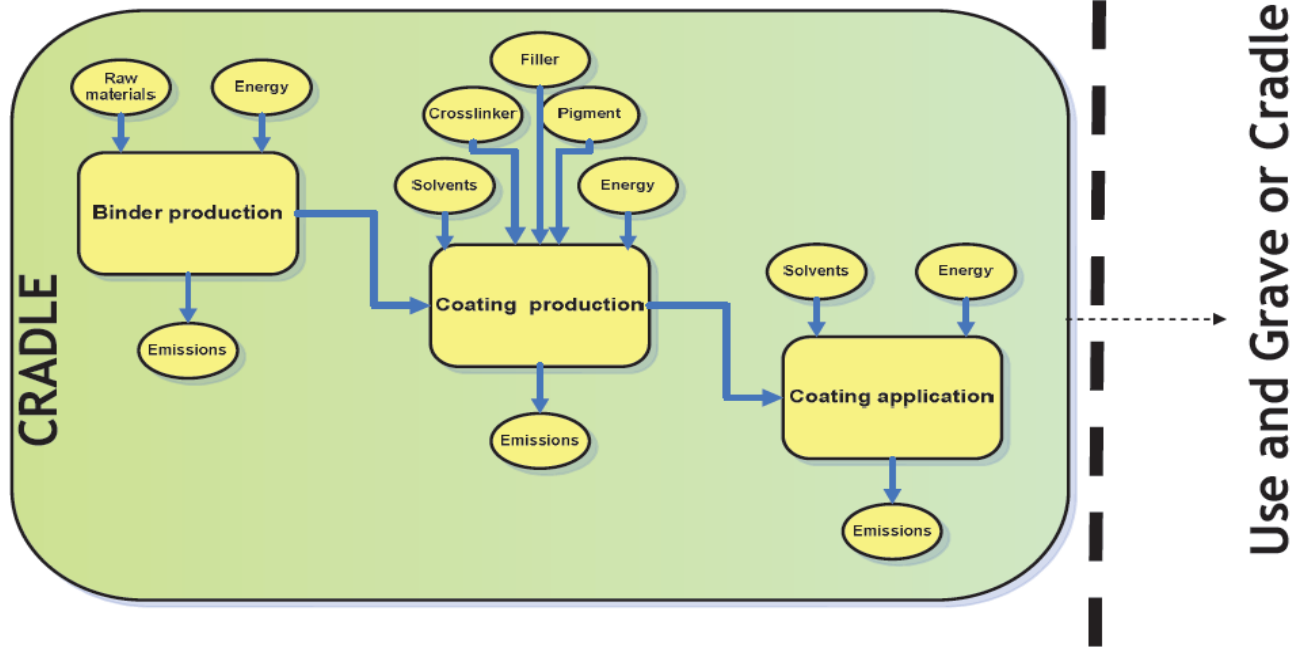 CRADLE
Raw
materials
Energy
Binder production
Emissions
Filler
Crosslinker
Pigment
Solvents
Energy
Coating production
Emissions
Solvents
Energy
Coating application
Emissions
Use and Grave or Cradle